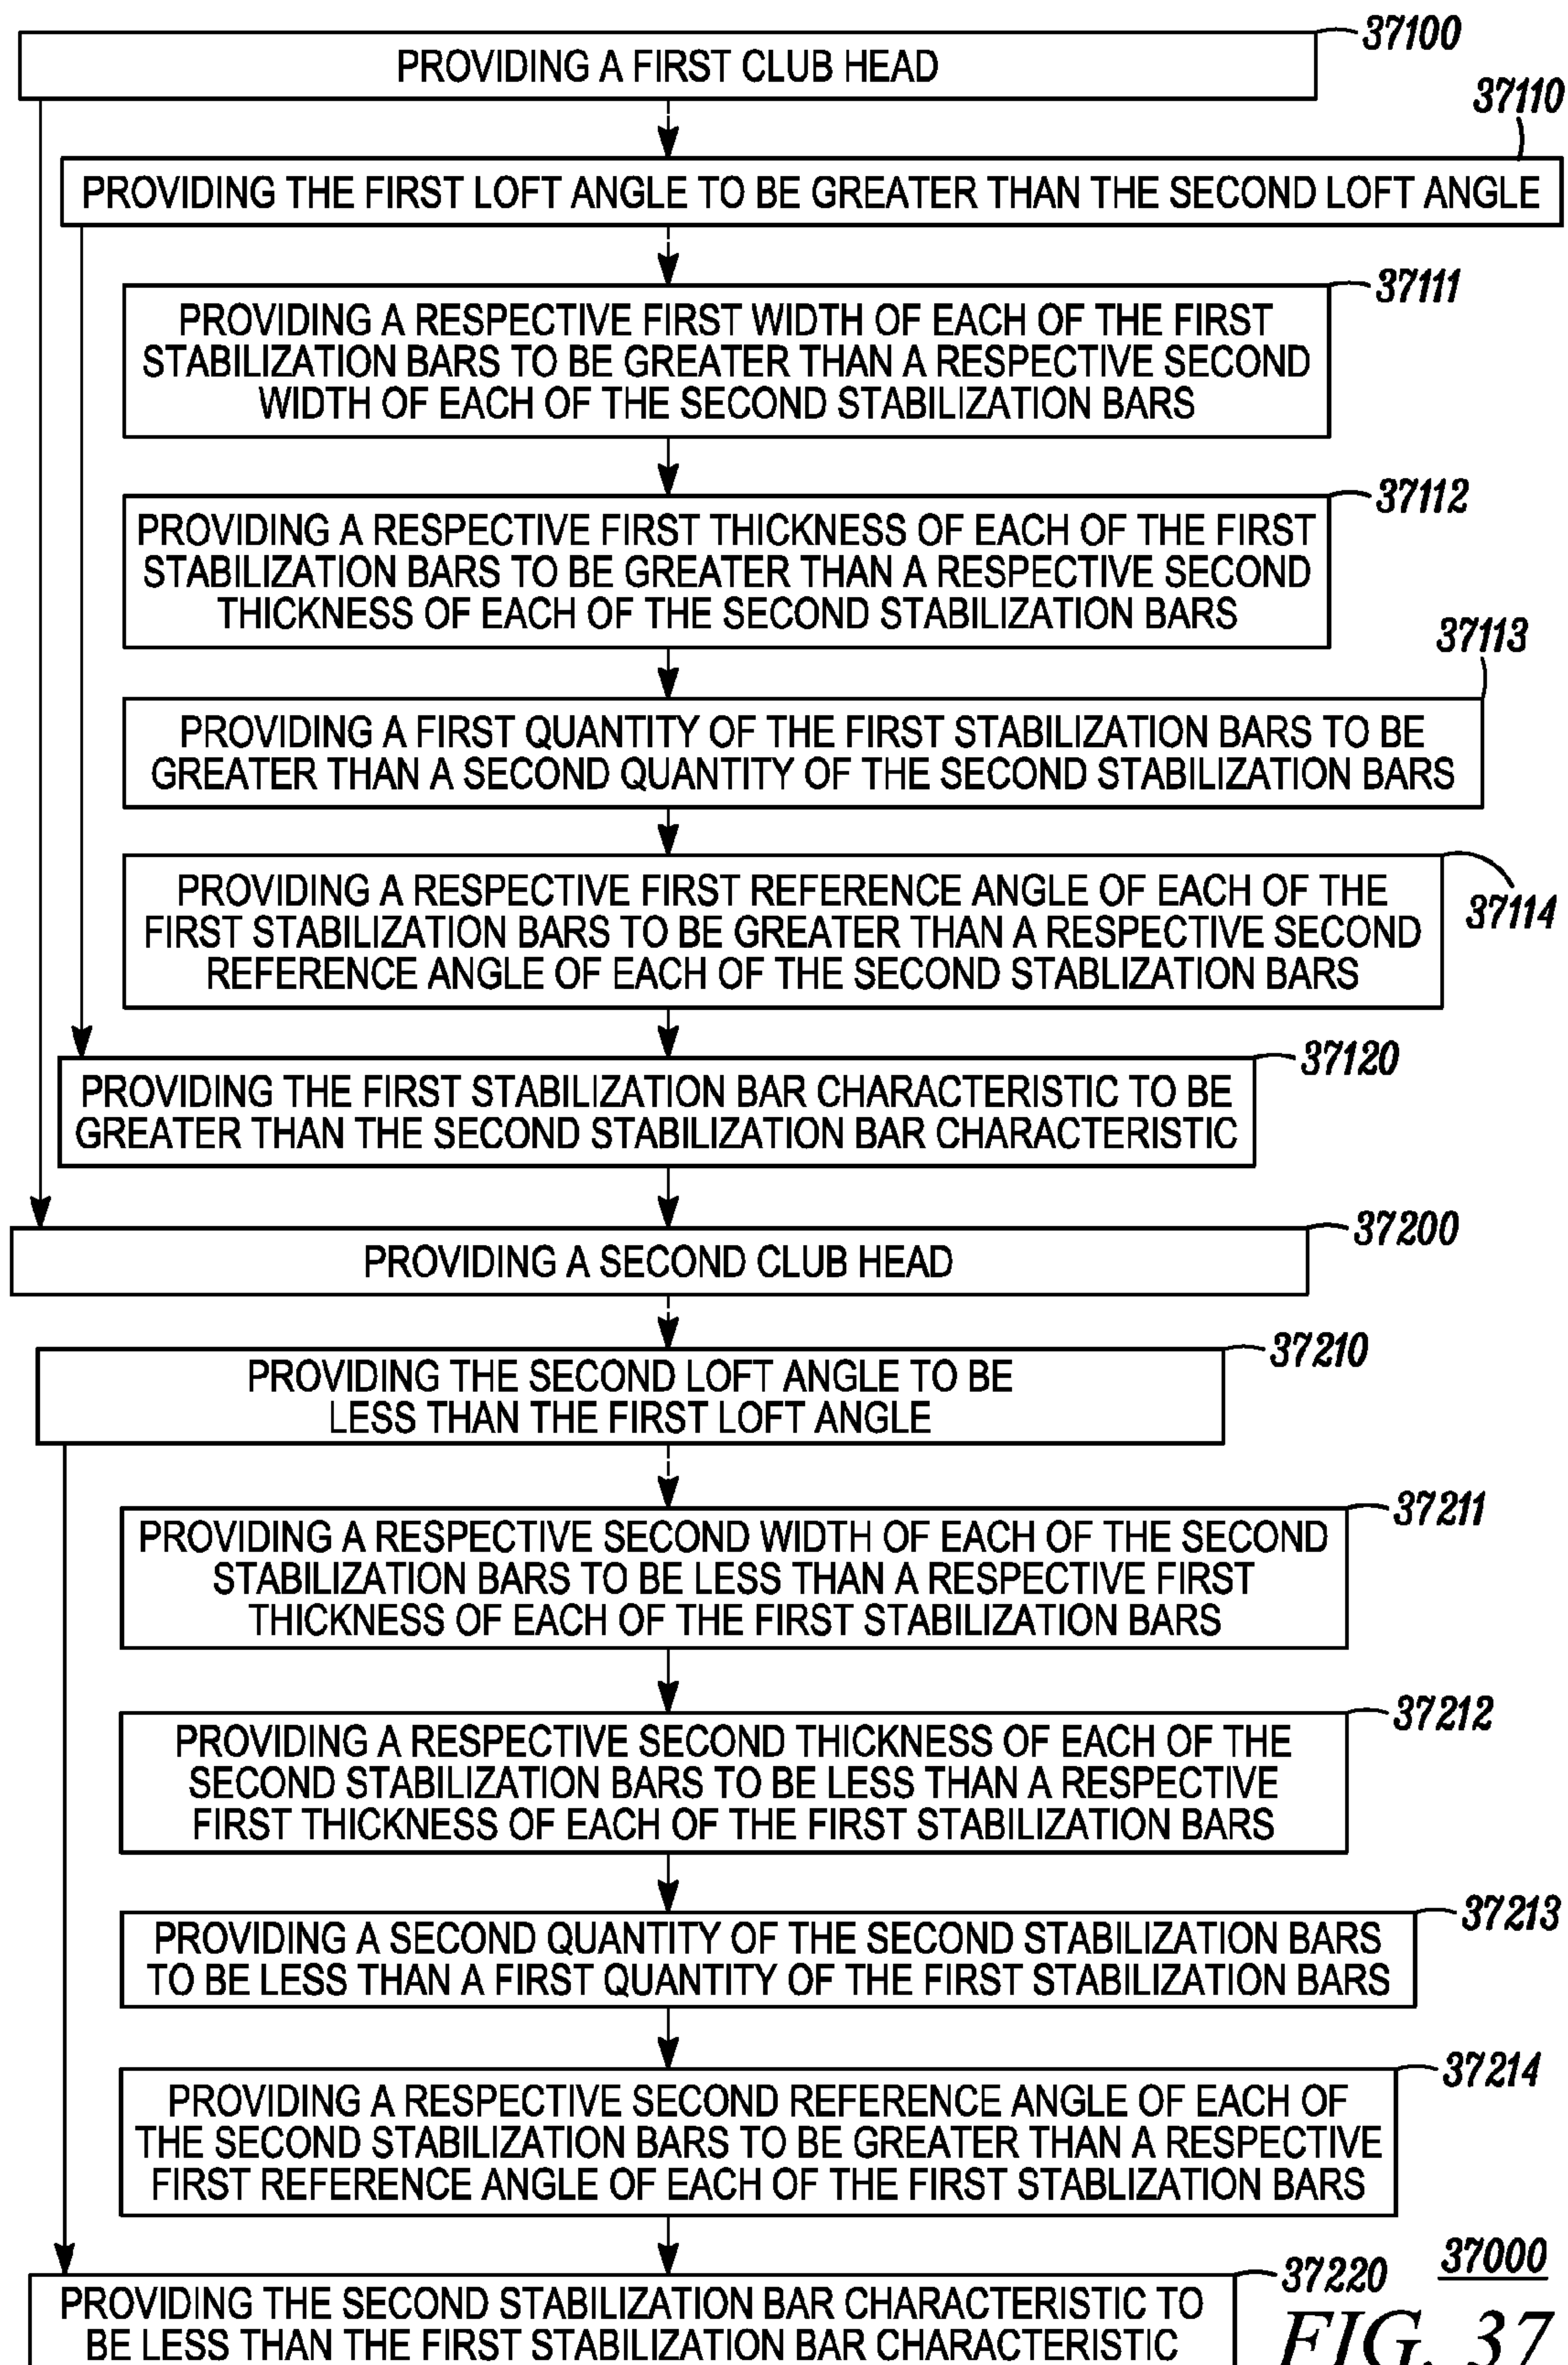 37100
PROVIDING A FIRST CLUB HEAD
37110
PROVIDING THE FIRST LOFT ANGLE TO BE GREATER THAN THE SECOND LOFT ANGLE
37111
PROVIDING A RESPECTIVE FIRST WIDTH OF EACH OF THE FIRST
STABILIZATION BARS TO BE GREATER THAN A RESPECTIVE SECOND
WIDTH OF EACH OF THE SECOND STABILIZATION BARS
37112
PROVIDING A RESPECTIVE FIRST THICKNESS OF EACH OF THE FIRST
STABILIZATION BARS TO BE GREATER THAN A RESPECTIVE SECOND
THICKNESS OF EACH OF THE SECOND STABILIZATION BARS
37113
PROVIDING A FIRST QUANTITY OF THE FIRST STABILIZATION BARS TO BE
GREATER THAN A SECOND QUANTITY OF THE SECOND STABILIZATION BARS
37114
PROVIDING A RESPECTIVE FIRST REFERENCE ANGLE OF EACH OF THE
FIRST STABILIZATION BARS TO BE GREATER THAN A RESPECTIVE SECOND
REFERENCE ANGLE OF EACH OF THE SECOND STABLIZATION BARS
37120
PROVIDING THE FIRST STABILIZATION BAR CHARACTERISTIC TO BE
GREATER THAN THE SECOND STABILIZATION BAR CHARACTERISTIC
37200
PROVIDING A SECOND CLUB HEAD
37210
PROVIDING THE SECOND LOFT ANGLE TO BE
LESS THAN THE FIRST LOFT ANGLE
37211
PROVIDING A RESPECTIVE SECOND WIDTH OF EACH OF THE SECOND
STABILIZATION BARS TO BE LESS THAN A RESPECTIVE FIRST
THICKNESS OF EACH OF THE FIRST STABILIZATION BARS
37212
PROVIDING A RESPECTIVE SECOND THICKNESS OF EACH OF THE
SECOND STABILIZATION BARS TO BE LESS THAN A RESPECTIVE
FIRST THICKNESS OF EACH OF THE FIRST STABILIZATION BARS
37213
PROVIDING A SECOND QUANTITY OF THE SECOND STABILIZATION BARS
TO BE LESS THAN A FIRST QUANTITY OF THE FIRST STABILIZATION BARS
37214
PROVIDING A RESPECTIVE SECOND REFERENCE ANGLE OF EACH OF
THE SECOND STABILIZATION BARS TO BE GREATER THAN A RESPECTIVE
FIRST REFERENCE ANGLE OF EACH OF THE FIRST STABLIZATION BARS
37220
PROVIDING THE SECOND STABILIZATION BAR CHARACTERISTIC TO
BE LESS THAN THE FIRST STABILIZATION BAR CHARACTERISTIC
37000
FIG. 37